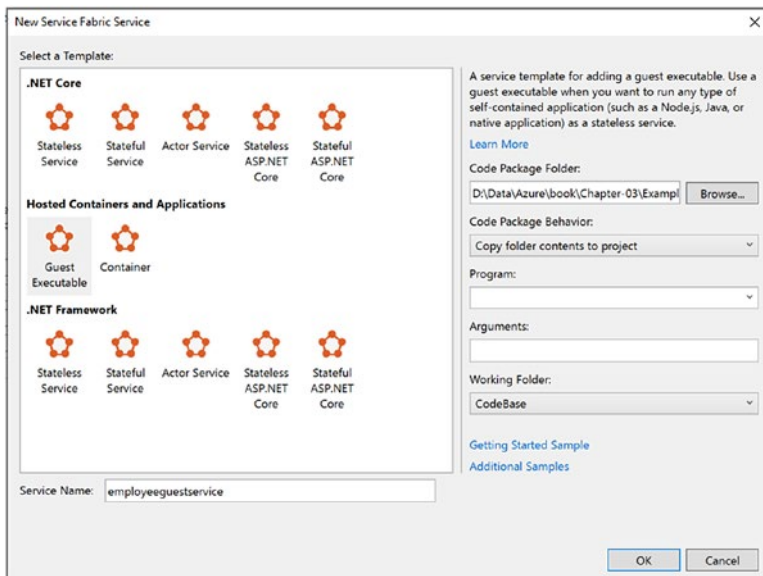 New Service Fabric Service
Select a Template:
.NET Core
Stateless
Service
Stateful
Service
Actor Service
Stateless
ASP.NET
Core
Stateful
ASP.NET
Core
Hosted Containers and Applications
Guest
Executable
Container
.NET Framework
Stateless
Service
Stateful
Service
Actor Service
Stateless
ASP.NET
Core
Stateful
ASP.NET
Core
Service Name:
employeeguestservice
A service template for adding a guest executable. Use a
guest executable when you want to run any type of
self-contained application (such as a Node.js, Java, or
native application) as a stateless service.
Learn More
Code Package Folder:
D:\Data\Azure\book\Chapter-03\Exampl
Browse...
Code Package Behavior:
Copy folder contents to project
Program:
Arguments:
Working Folder:
CodeBase
Getting Started Sample
Additional Samples
OK
Cancel